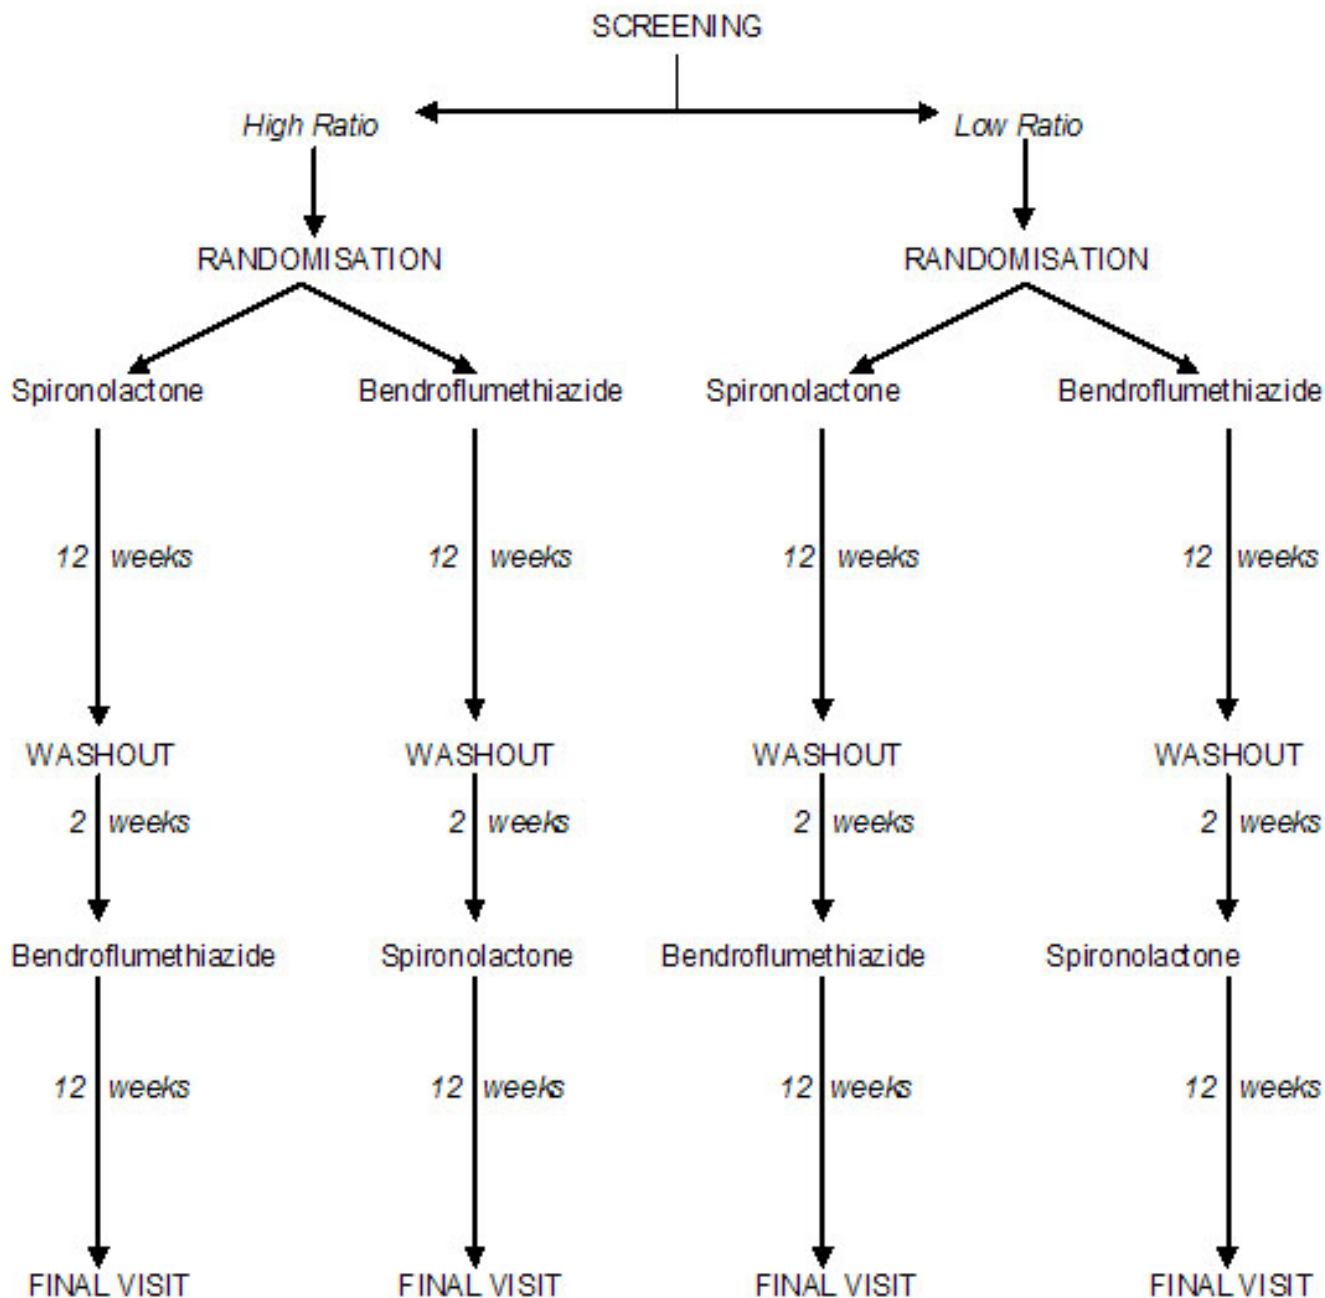 SCREENING
High Ratio Low Ratio
RANDOMISATION RANDOMISATION
Spironolactone Bendroflumethiazide Spironolactone Bendroflumethiazide
12 weeks 12 weeks 12 weeks 12 weeks
WASHOUT WASHOUT WASHOUT WASHOUT
2 weeks 2 weeks 2 weeks 2 weeks
Bendroflumethiazide Spironolactone Bendroflumethiazide Spironolactone
12 weeks 12 weeks 12 weeks 12 weeks
FINAL VISIT FINAL VISIT FINAL VISIT FINAL VISIT